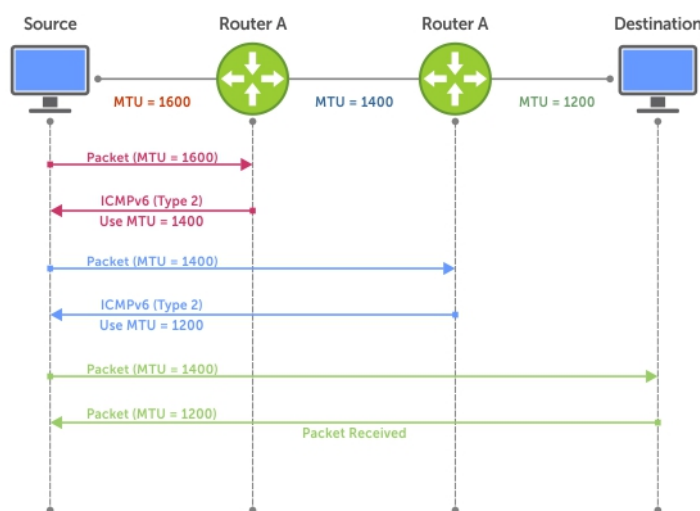 Source
Router A
Router A
Destination
MTU = 1600
MTU = 1400
MTU = 1200
Packet (MTU = 1600)
ICMPv6 (Type 2)
Use MTU = 1400
Packet (MTU = 1400)
ICMPv6 (Type 2)
Use MTU = 1200
Packet (MTU = 1400)
Packet (MTU = 1200)
Packet Received